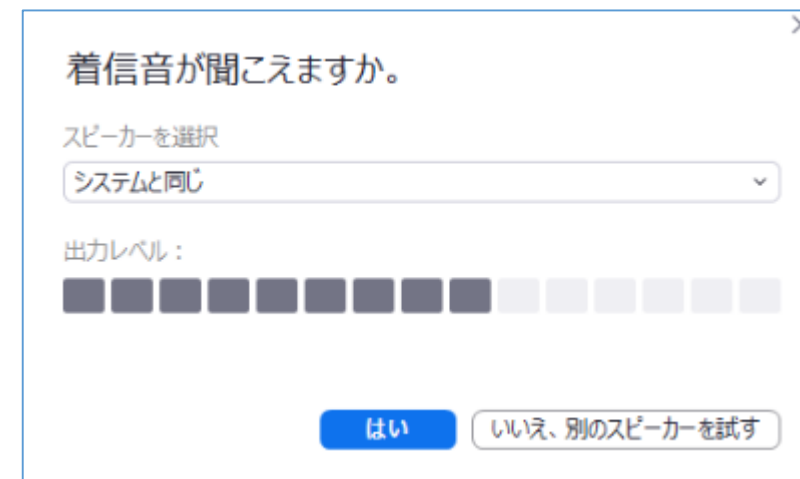 着信音が聞こえますか。
スピーカーを選択
システムと同じ
出力レベル：
はい
いいえ、別のスピーカーを試す